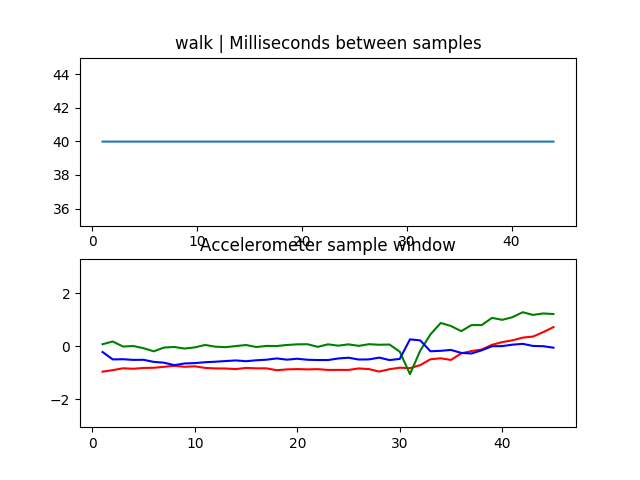 walk | Milliseconds between samples
44
42
40
38
36
0 10 20 30 40
Accelerometer sample window
2
0
−2
0 10 20 30 40